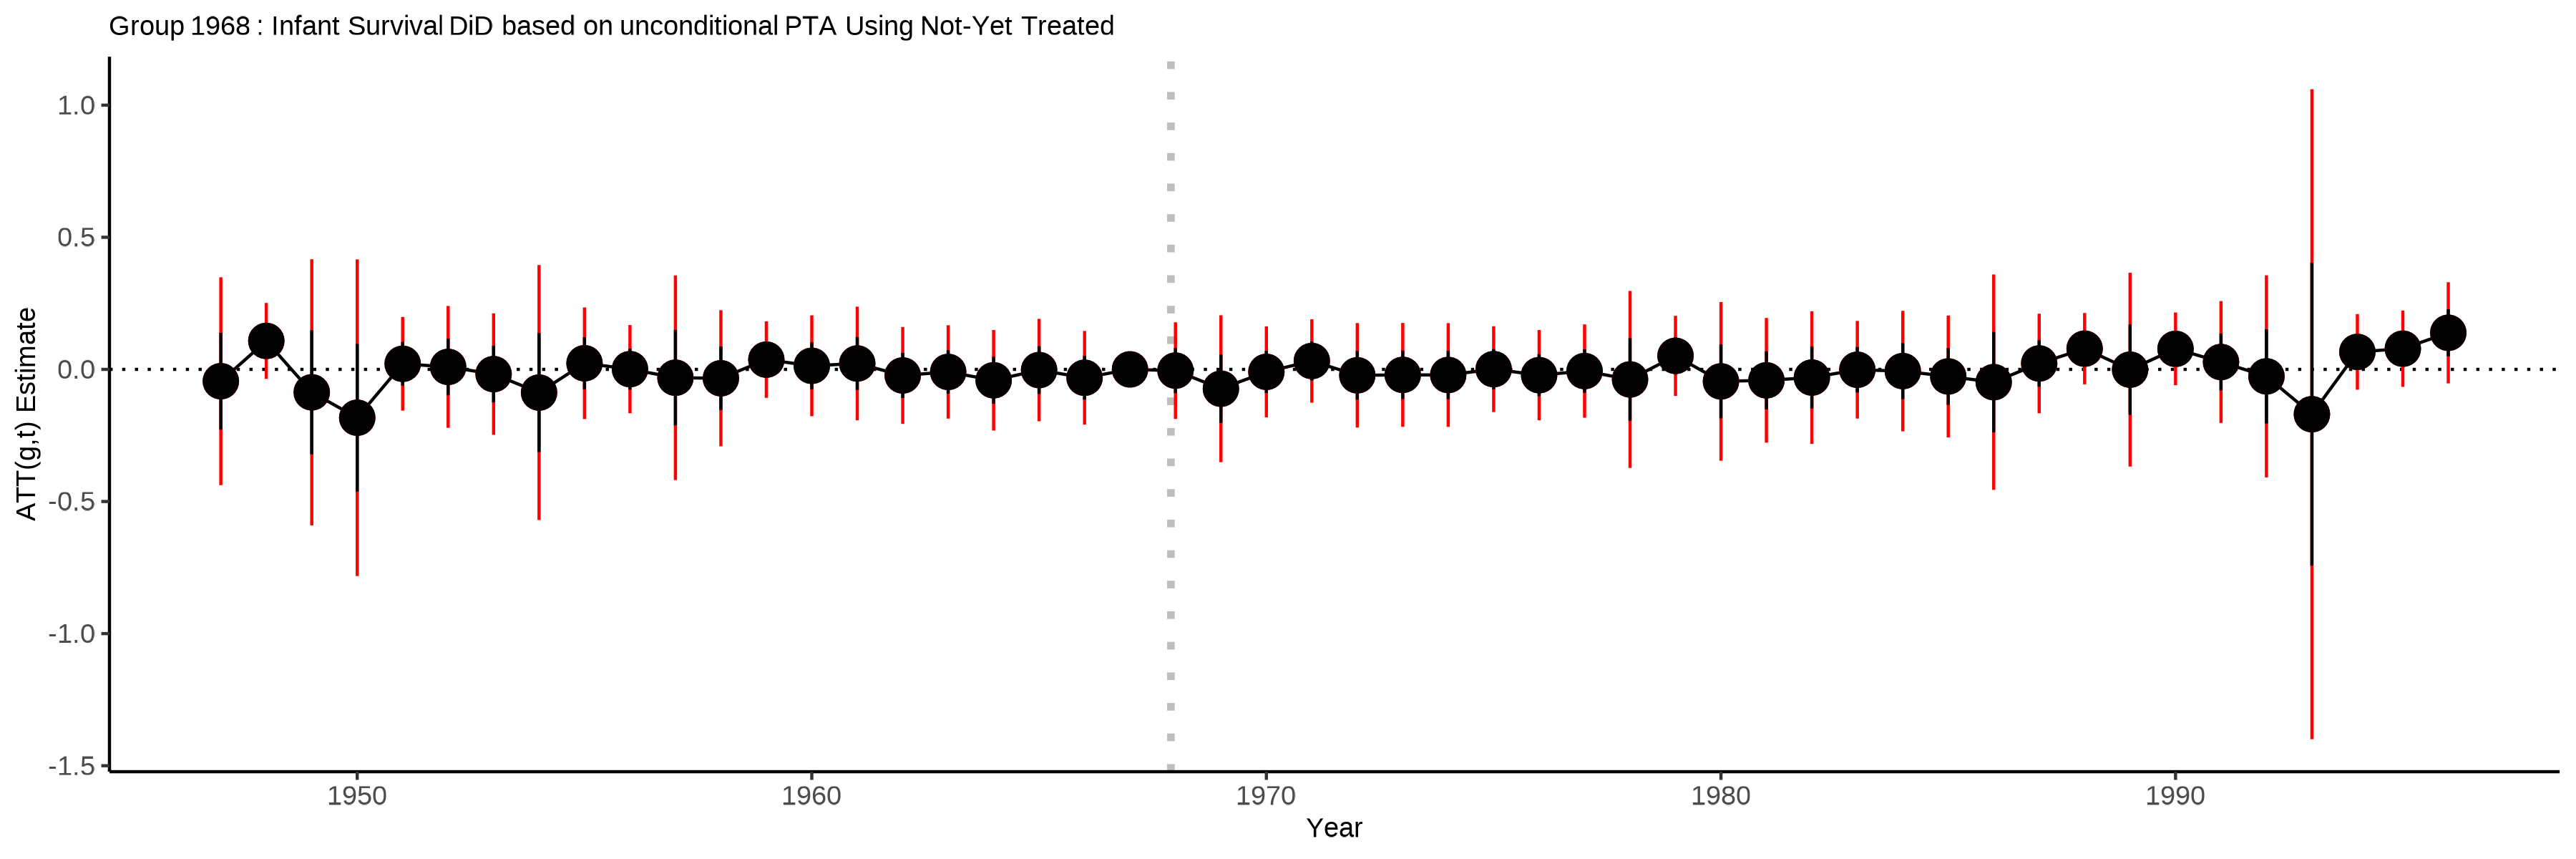 Group 1968 : Infant Survival DiD based on unconditional PTA Using Not-Yet Treated
ATT(g,t) Estimate
1.0
0.5
0.0
-0.5
-1.0
-1.5
1950 1960 1970 1980 1990
Year